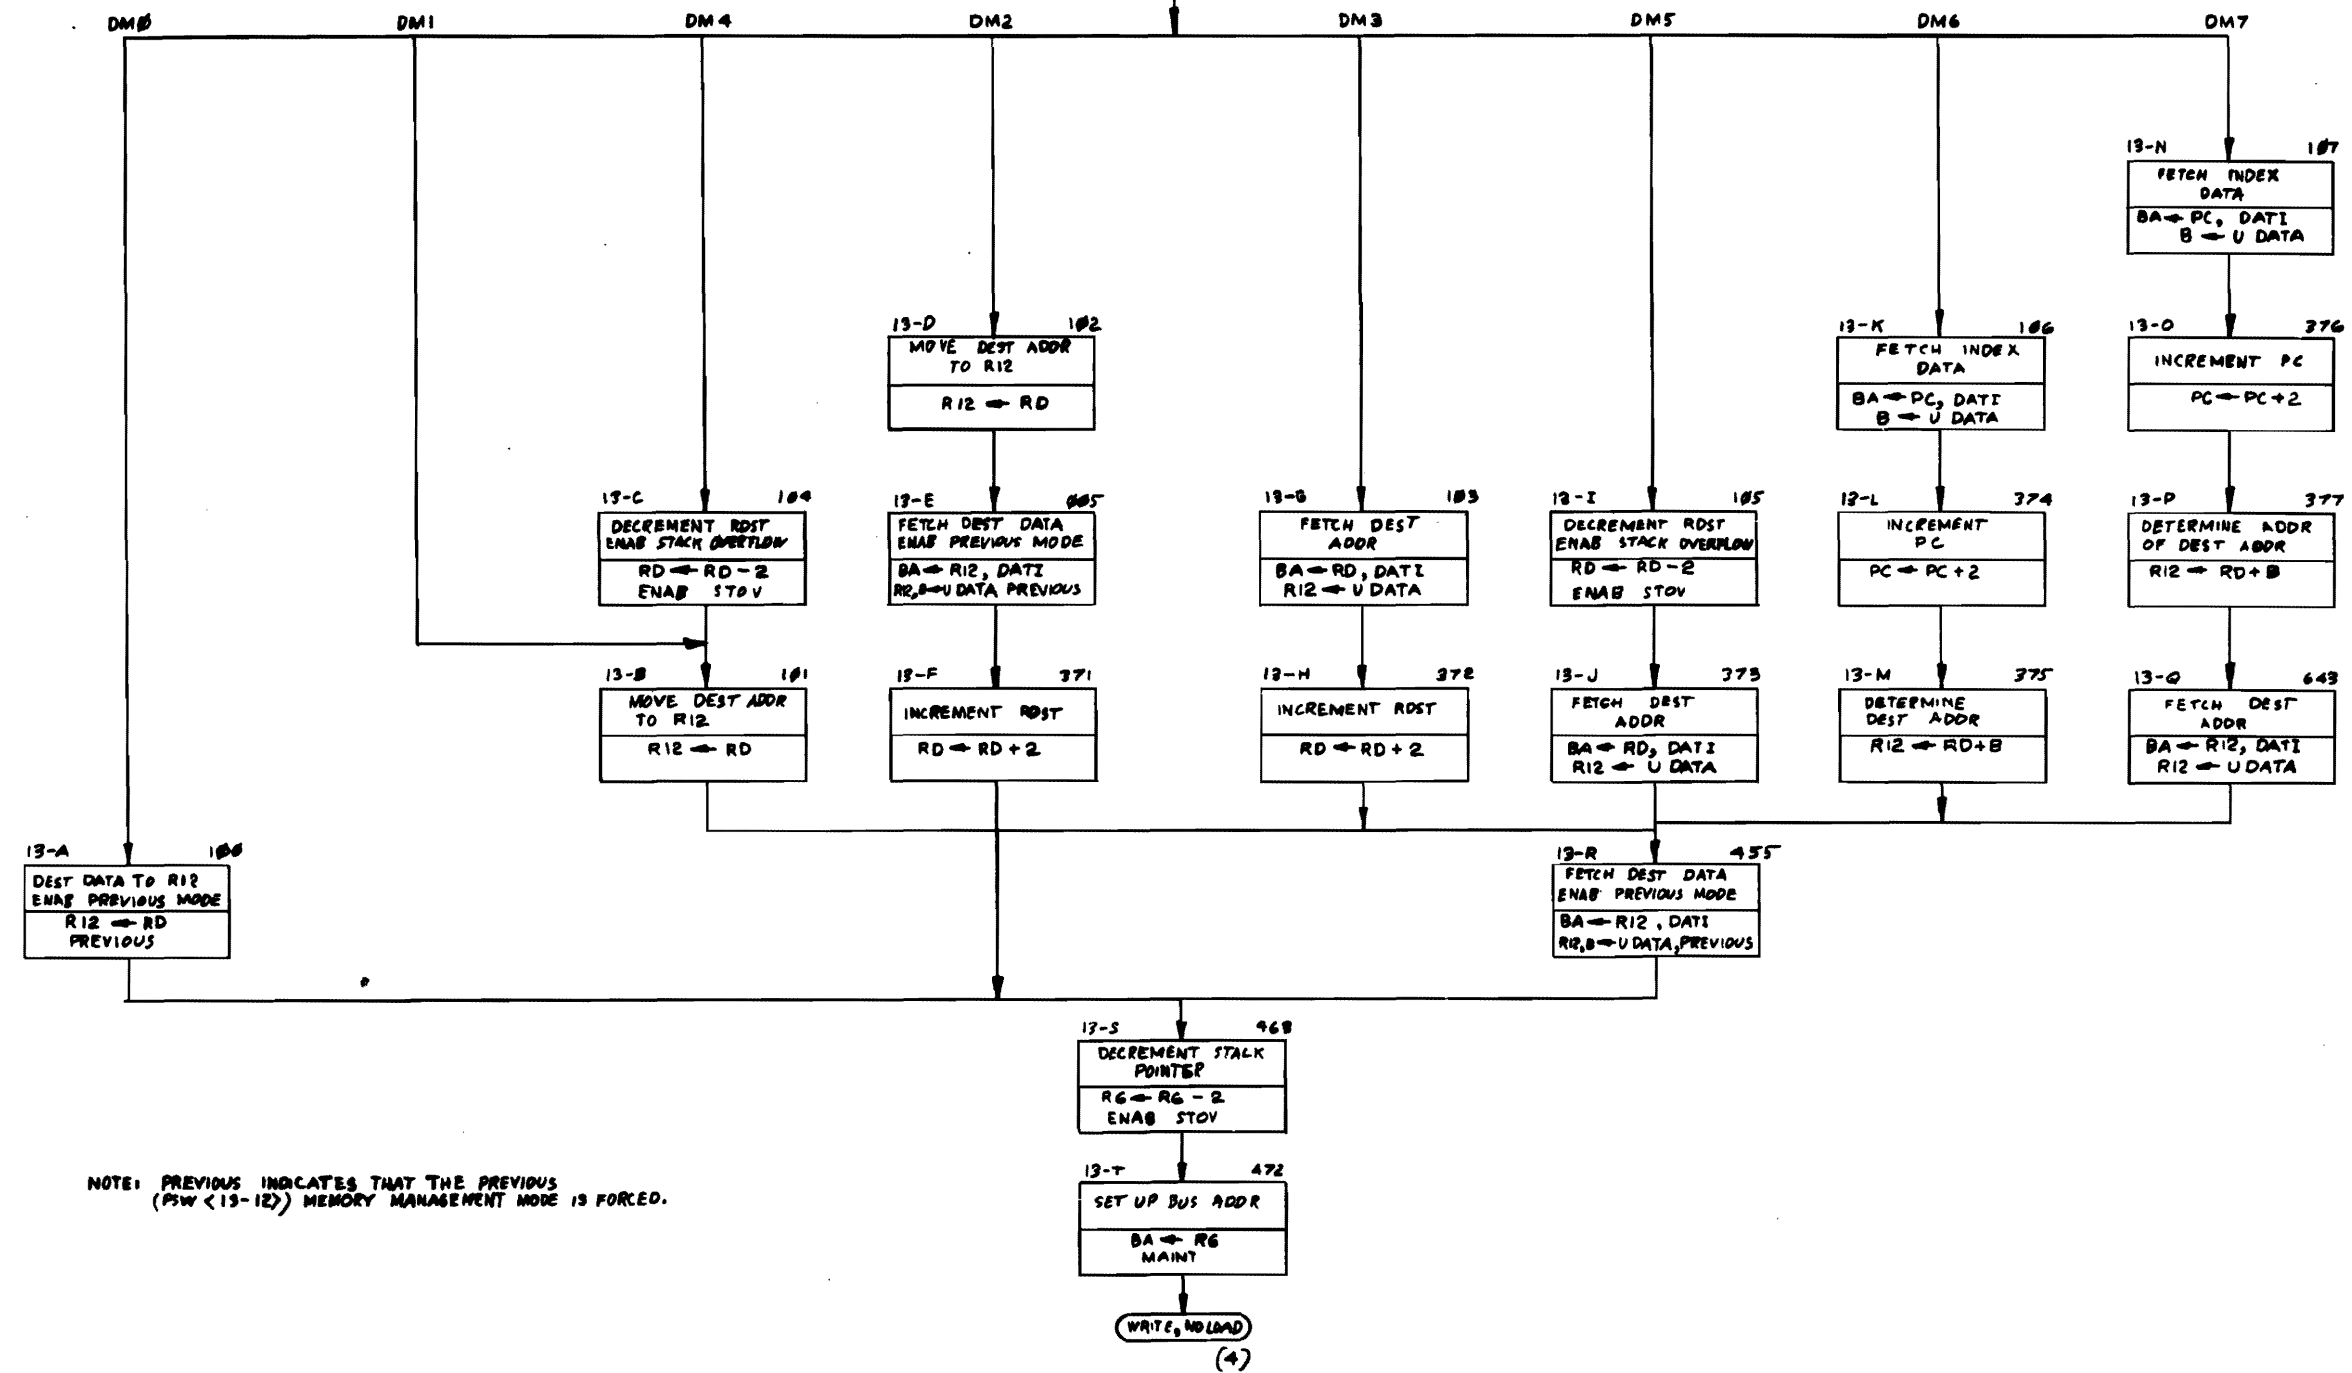 DMØ DM1 DM4 DM2 DM3 DM5 DM6 DM7
13-N 1Ø7
FETCH INDEX
DATA
BA←PC, DATI
B←U DATA
13-D 1Ø2
MOVE DEST ADDR
TO R12
R12←RD
13-K 1Ø6
FETCH INDEX
DATA
BA←PC, DATI
B←U DATA
13-O 376
INCREMENT PC
PC←PC+2
13-C 1Ø4
DECREMENT RDST
ENAB STACK OVERFLOW
RD←RD-2
ENAB STOV
13-E ØØ5
FETCH DEST DATA
ENAB PREVIOUS MODE
BA←R12, DATI
R12,B←U DATA PREVIOUS
13-G 1Ø3
FETCH DEST
ADDR
BA←RD, DATI
R12←U DATA
13-I 1Ø5
DECREMENT RDST
ENAB STACK OVERFLOW
RD←RD-2
ENAB STOV
13-L 374
INCREMENT
PC
PC←PC+2
13-P 377
DETERMINE ADDR
OF DEST ADDR
R12←RD+B
13-B 1Ø1
MOVE DEST ADDR
TO R12
R12←RD
13-F 371
INCREMENT RDST
RD←RD+2
13-H 372
INCREMENT RDST
RD←RD+2
13-J 373
FETCH DEST
ADDR
BA←RD, DATI
R12←U DATA
13-M 375
DETERMINE
DEST ADDR
R12←RD+B
13-Q 643
FETCH DEST
ADDR
BA←R12, DATI
R12←U DATA
13-A 1ØØ
DEST DATA TO R12
ENAB PREVIOUS MODE
R12←RD
PREVIOUS
13-R 455
FETCH DEST DATA
ENAB PREVIOUS MODE
BA←R12, DATI
R12,B←U DATA,PREVIOUS
13-S 463
DECREMENT STACK
POINTER
R6←R6-2
ENAB STOV
13-T 472
SET UP BUS ADDR
BA←R6
MAINT
WRITE, NO LOAD
(4)
NOTE: PREVIOUS INDICATES THAT THE PREVIOUS
(PSW <13-12>) MEMORY MANAGEMENT MODE IS FORCED.